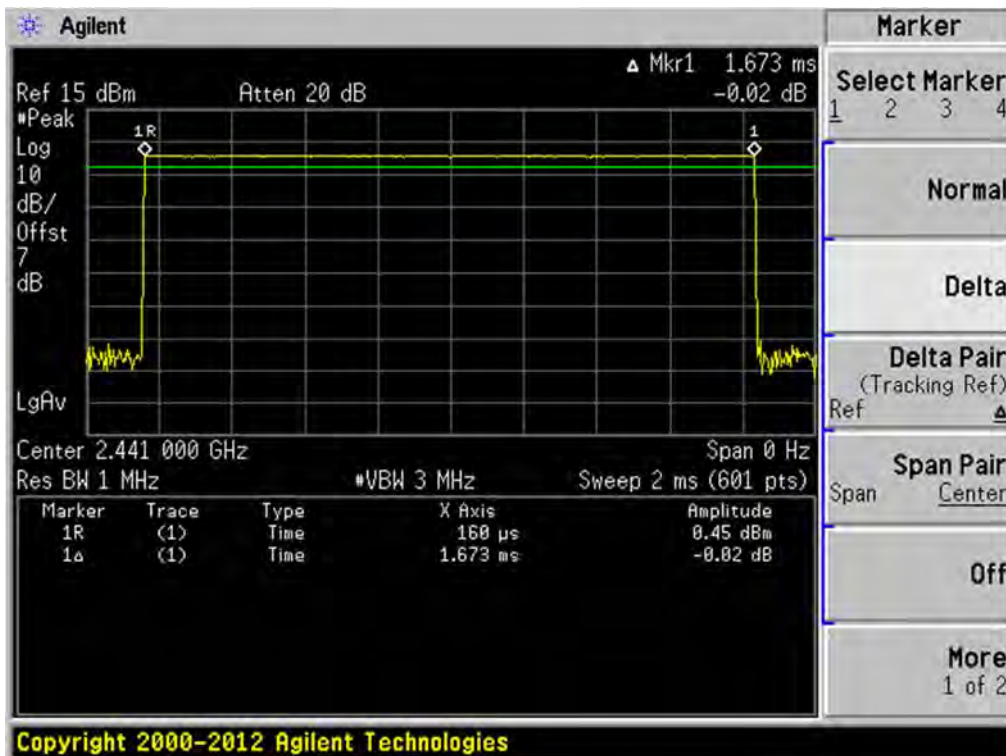 Agilent
Marker
Δ Mkr1 1.673 ms
Ref 15 dBm Atten 20 dB -0.02 dB
#Peak
Log
10
dB/
Offst
7
dB
LgAv
1R 1
Center 2.441 000 GHz Span 0 Hz
Res BW 1 MHz #VBW 3 MHz Sweep 2 ms (601 pts)
Marker Trace Type X Axis Amplitude
1R (1) Time 160 µs 0.45 dBm
1Δ (1) Time 1.673 ms -0.02 dB
Select Marker
1 2 3 4
Normal
Delta
Delta Pair
(Tracking Ref)
Ref Δ
Span Pair
Span Center
Off
More
1 of 2
Copyright 2000-2012 Agilent Technologies